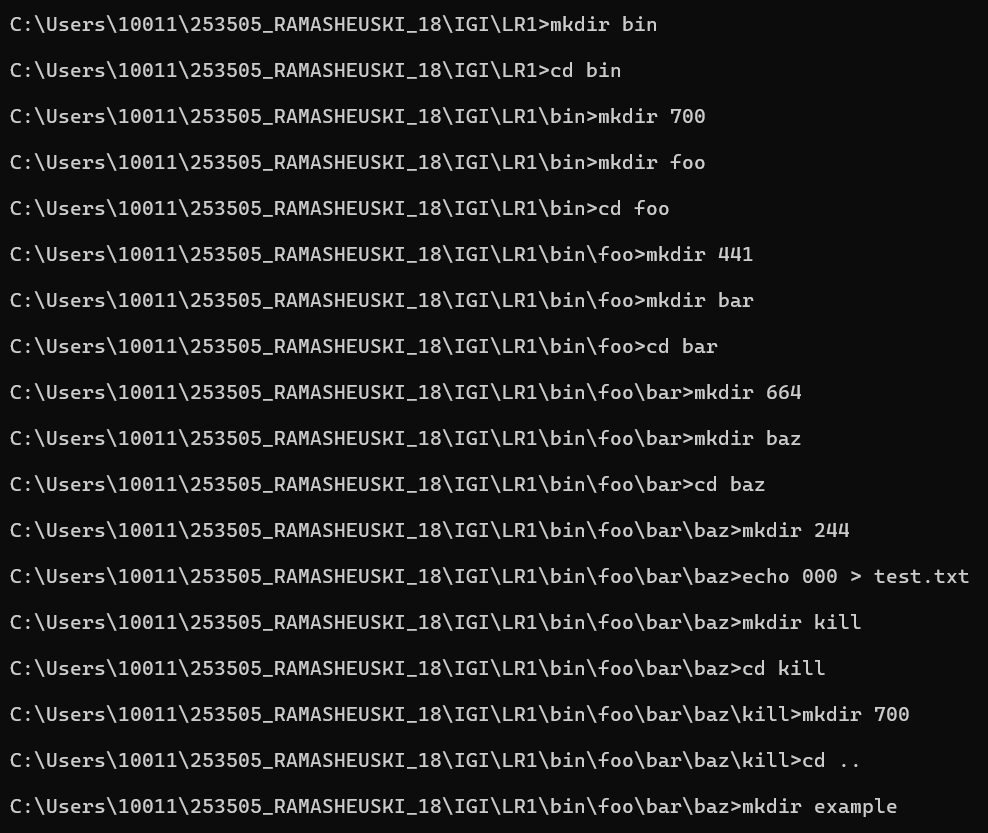 C:\Users\10011\253505_RAMASHEUSKI_18\IGI\LR1>mkdir bin
C:\Users\10011\253505_RAMASHEUSKI_18\IGI\LR1>cd bin
C:\Users\10011\253505_RAMASHEUSKI_18\IGI\LR1\bin>mkdir 700
C:\Users\10011\253505_RAMASHEUSKI_18\IGI\LR1\bin>mkdir foo
C:\Users\10011\253505_RAMASHEUSKI_18\IGI\LR1\bin>cd foo
C:\Users\10011\253505_RAMASHEUSKI_18\IGI\LR1\bin\foo>mkdir 441
C:\Users\10011\253505_RAMASHEUSKI_18\IGI\LR1\bin\foo>mkdir bar
C:\Users\10011\253505_RAMASHEUSKI_18\IGI\LR1\bin\foo>cd bar
C:\Users\10011\253505_RAMASHEUSKI_18\IGI\LR1\bin\foo\bar>mkdir 664
C:\Users\10011\253505_RAMASHEUSKI_18\IGI\LR1\bin\foo\bar>mkdir baz
C:\Users\10011\253505_RAMASHEUSKI_18\IGI\LR1\bin\foo\bar>cd baz
C:\Users\10011\253505_RAMASHEUSKI_18\IGI\LR1\bin\foo\bar\baz>mkdir 244
C:\Users\10011\253505_RAMASHEUSKI_18\IGI\LR1\bin\foo\bar\baz>echo 000 > test.txt
C:\Users\10011\253505_RAMASHEUSKI_18\IGI\LR1\bin\foo\bar\baz>mkdir kill
C:\Users\10011\253505_RAMASHEUSKI_18\IGI\LR1\bin\foo\bar\baz>cd kill
C:\Users\10011\253505_RAMASHEUSKI_18\IGI\LR1\bin\foo\bar\baz\kill>mkdir 700
C:\Users\10011\253505_RAMASHEUSKI_18\IGI\LR1\bin\foo\bar\baz\kill>cd ..
C:\Users\10011\253505_RAMASHEUSKI_18\IGI\LR1\bin\foo\bar\baz>mkdir example